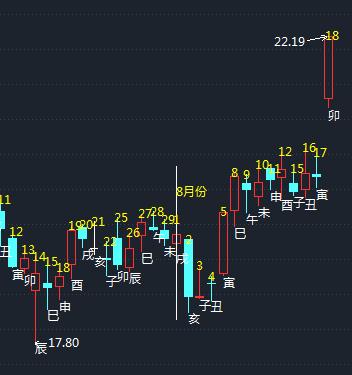 18
22.19
卯
12
16
17
10
11
15
8
9
寅
申
酉
子
丑
未
午
巳
8月份
5
寅
11
12
13
14
15
18
19
20
21
22
25
26
27
28
29
1
2
3
4
丑
寅
卯
辰
17.80
巳
申
酉
戌
亥
子
卯
辰
巳
午
未
戌
亥
子
丑